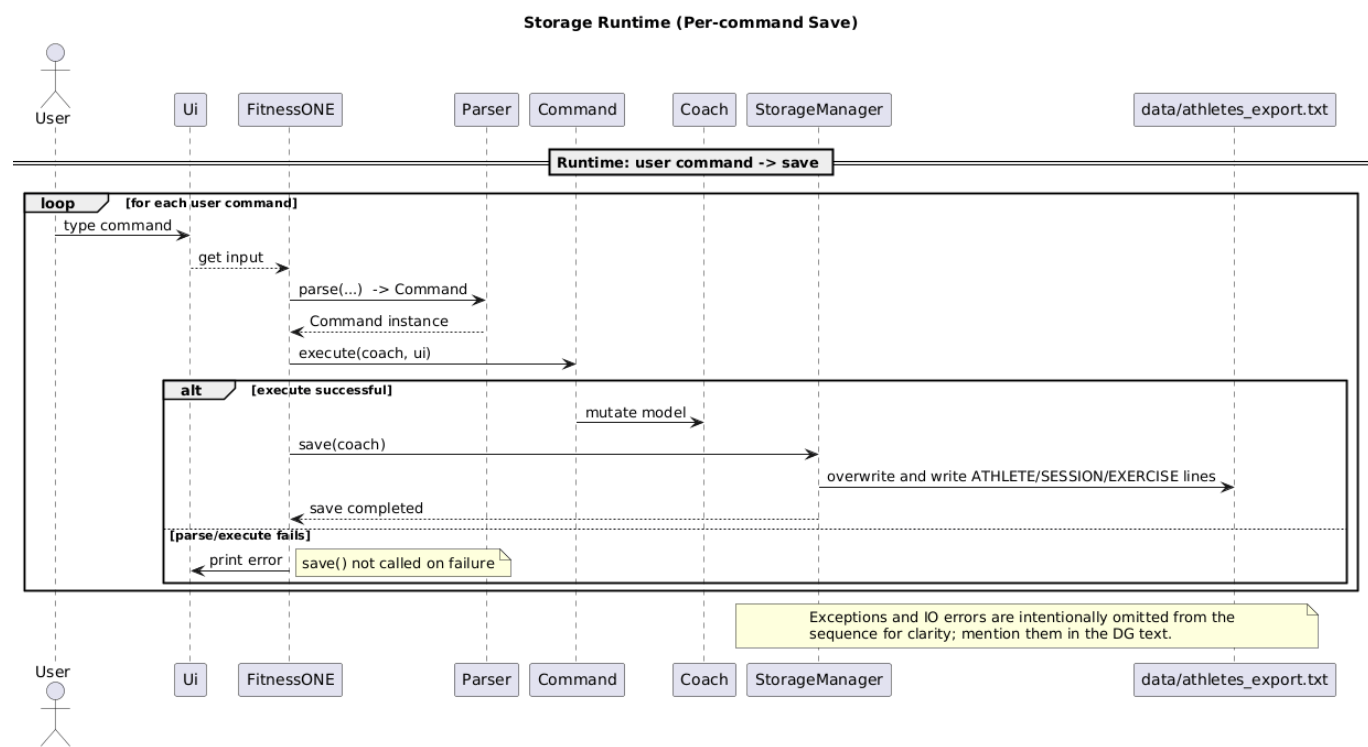 Storage Runtime (Per-command Save)
User
Ui
FitnessONE
Parser
Command
Coach
StorageManager
data/athletes_export.txt
Runtime: user command -> save
loop
[for each user command]
type command
get input
parse(...)  -> Command
Command instance
execute(coach, ui)
alt
[execute successful]
mutate model
save(coach)
overwrite and write ATHLETE/SESSION/EXERCISE lines
save completed
[parse/execute fails]
print error
save() not called on failure
Exceptions and IO errors are intentionally omitted from the
sequence for clarity; mention them in the DG text.
User
Ui
FitnessONE
Parser
Command
Coach
StorageManager
data/athletes_export.txt